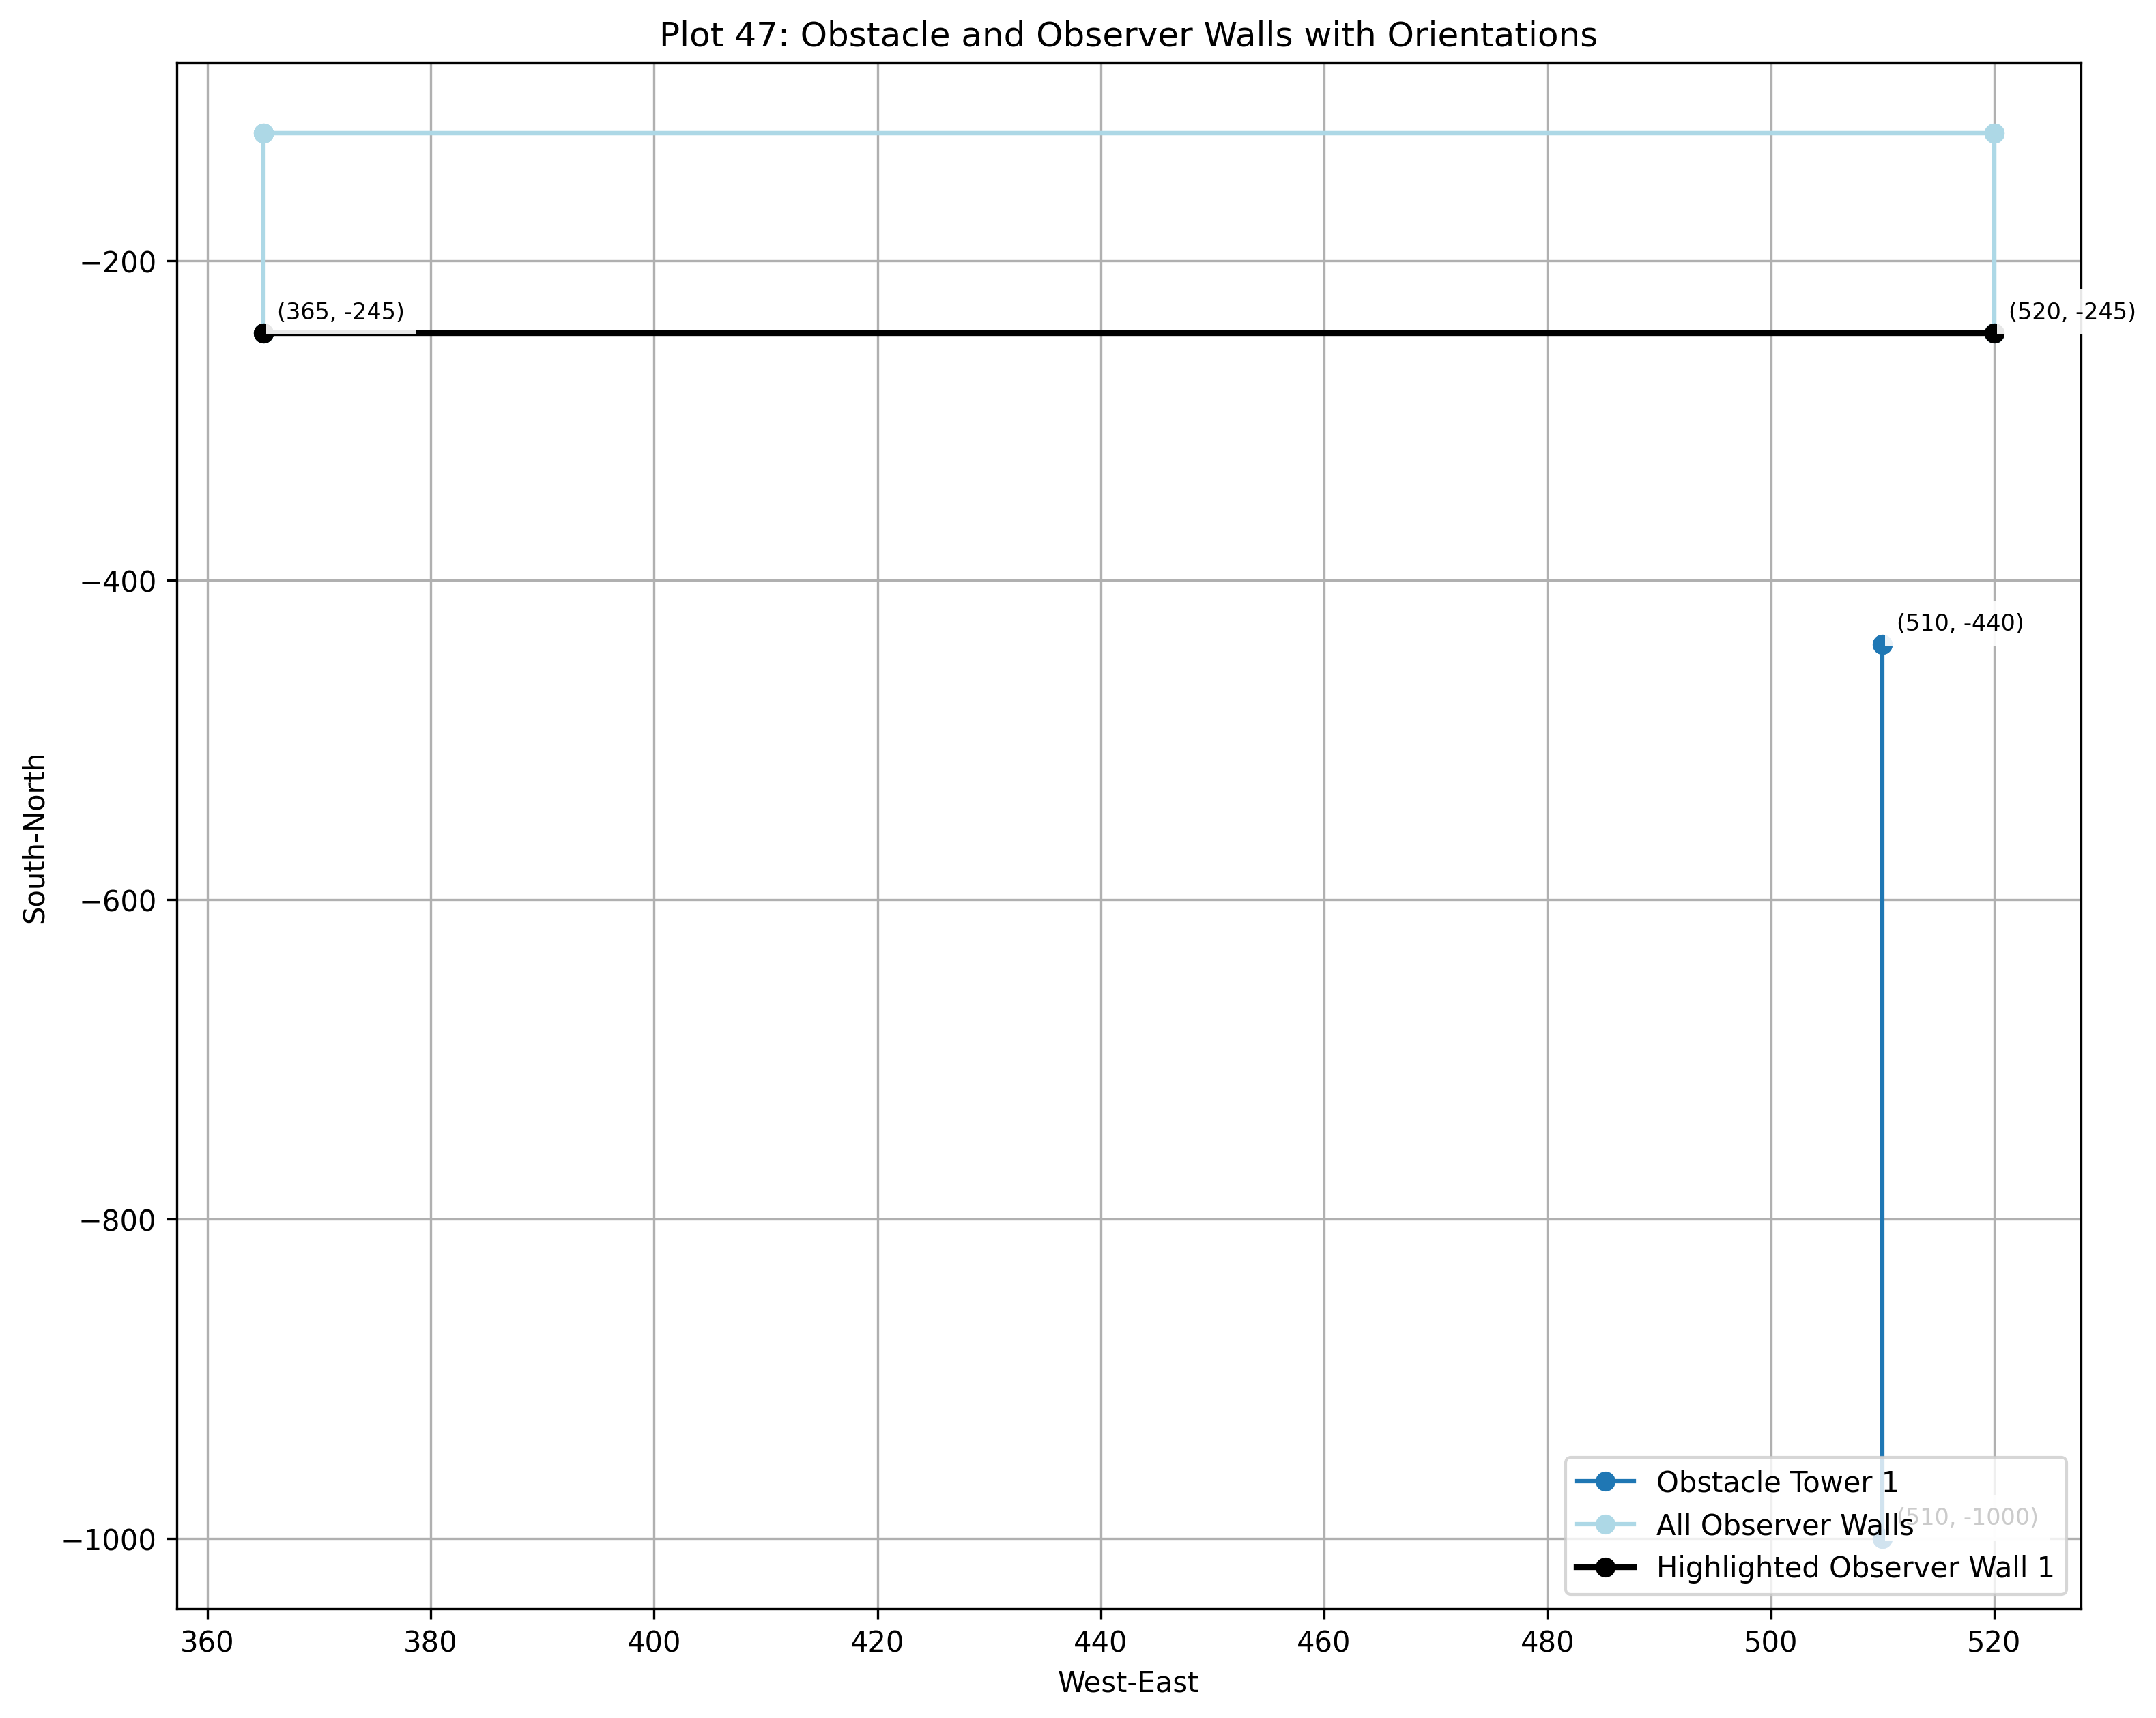 Plot 47: Obstacle and Observer Walls with Orientations
South-North
−200
−400
−600
−800
−1000
(365, -245)
(520, -245)
(510, -440)
(510, -1000)
Obstacle Tower 1
All Observer Walls
Highlighted Observer Wall 1
360 380 400 420 440 460 480 500 520
West-East